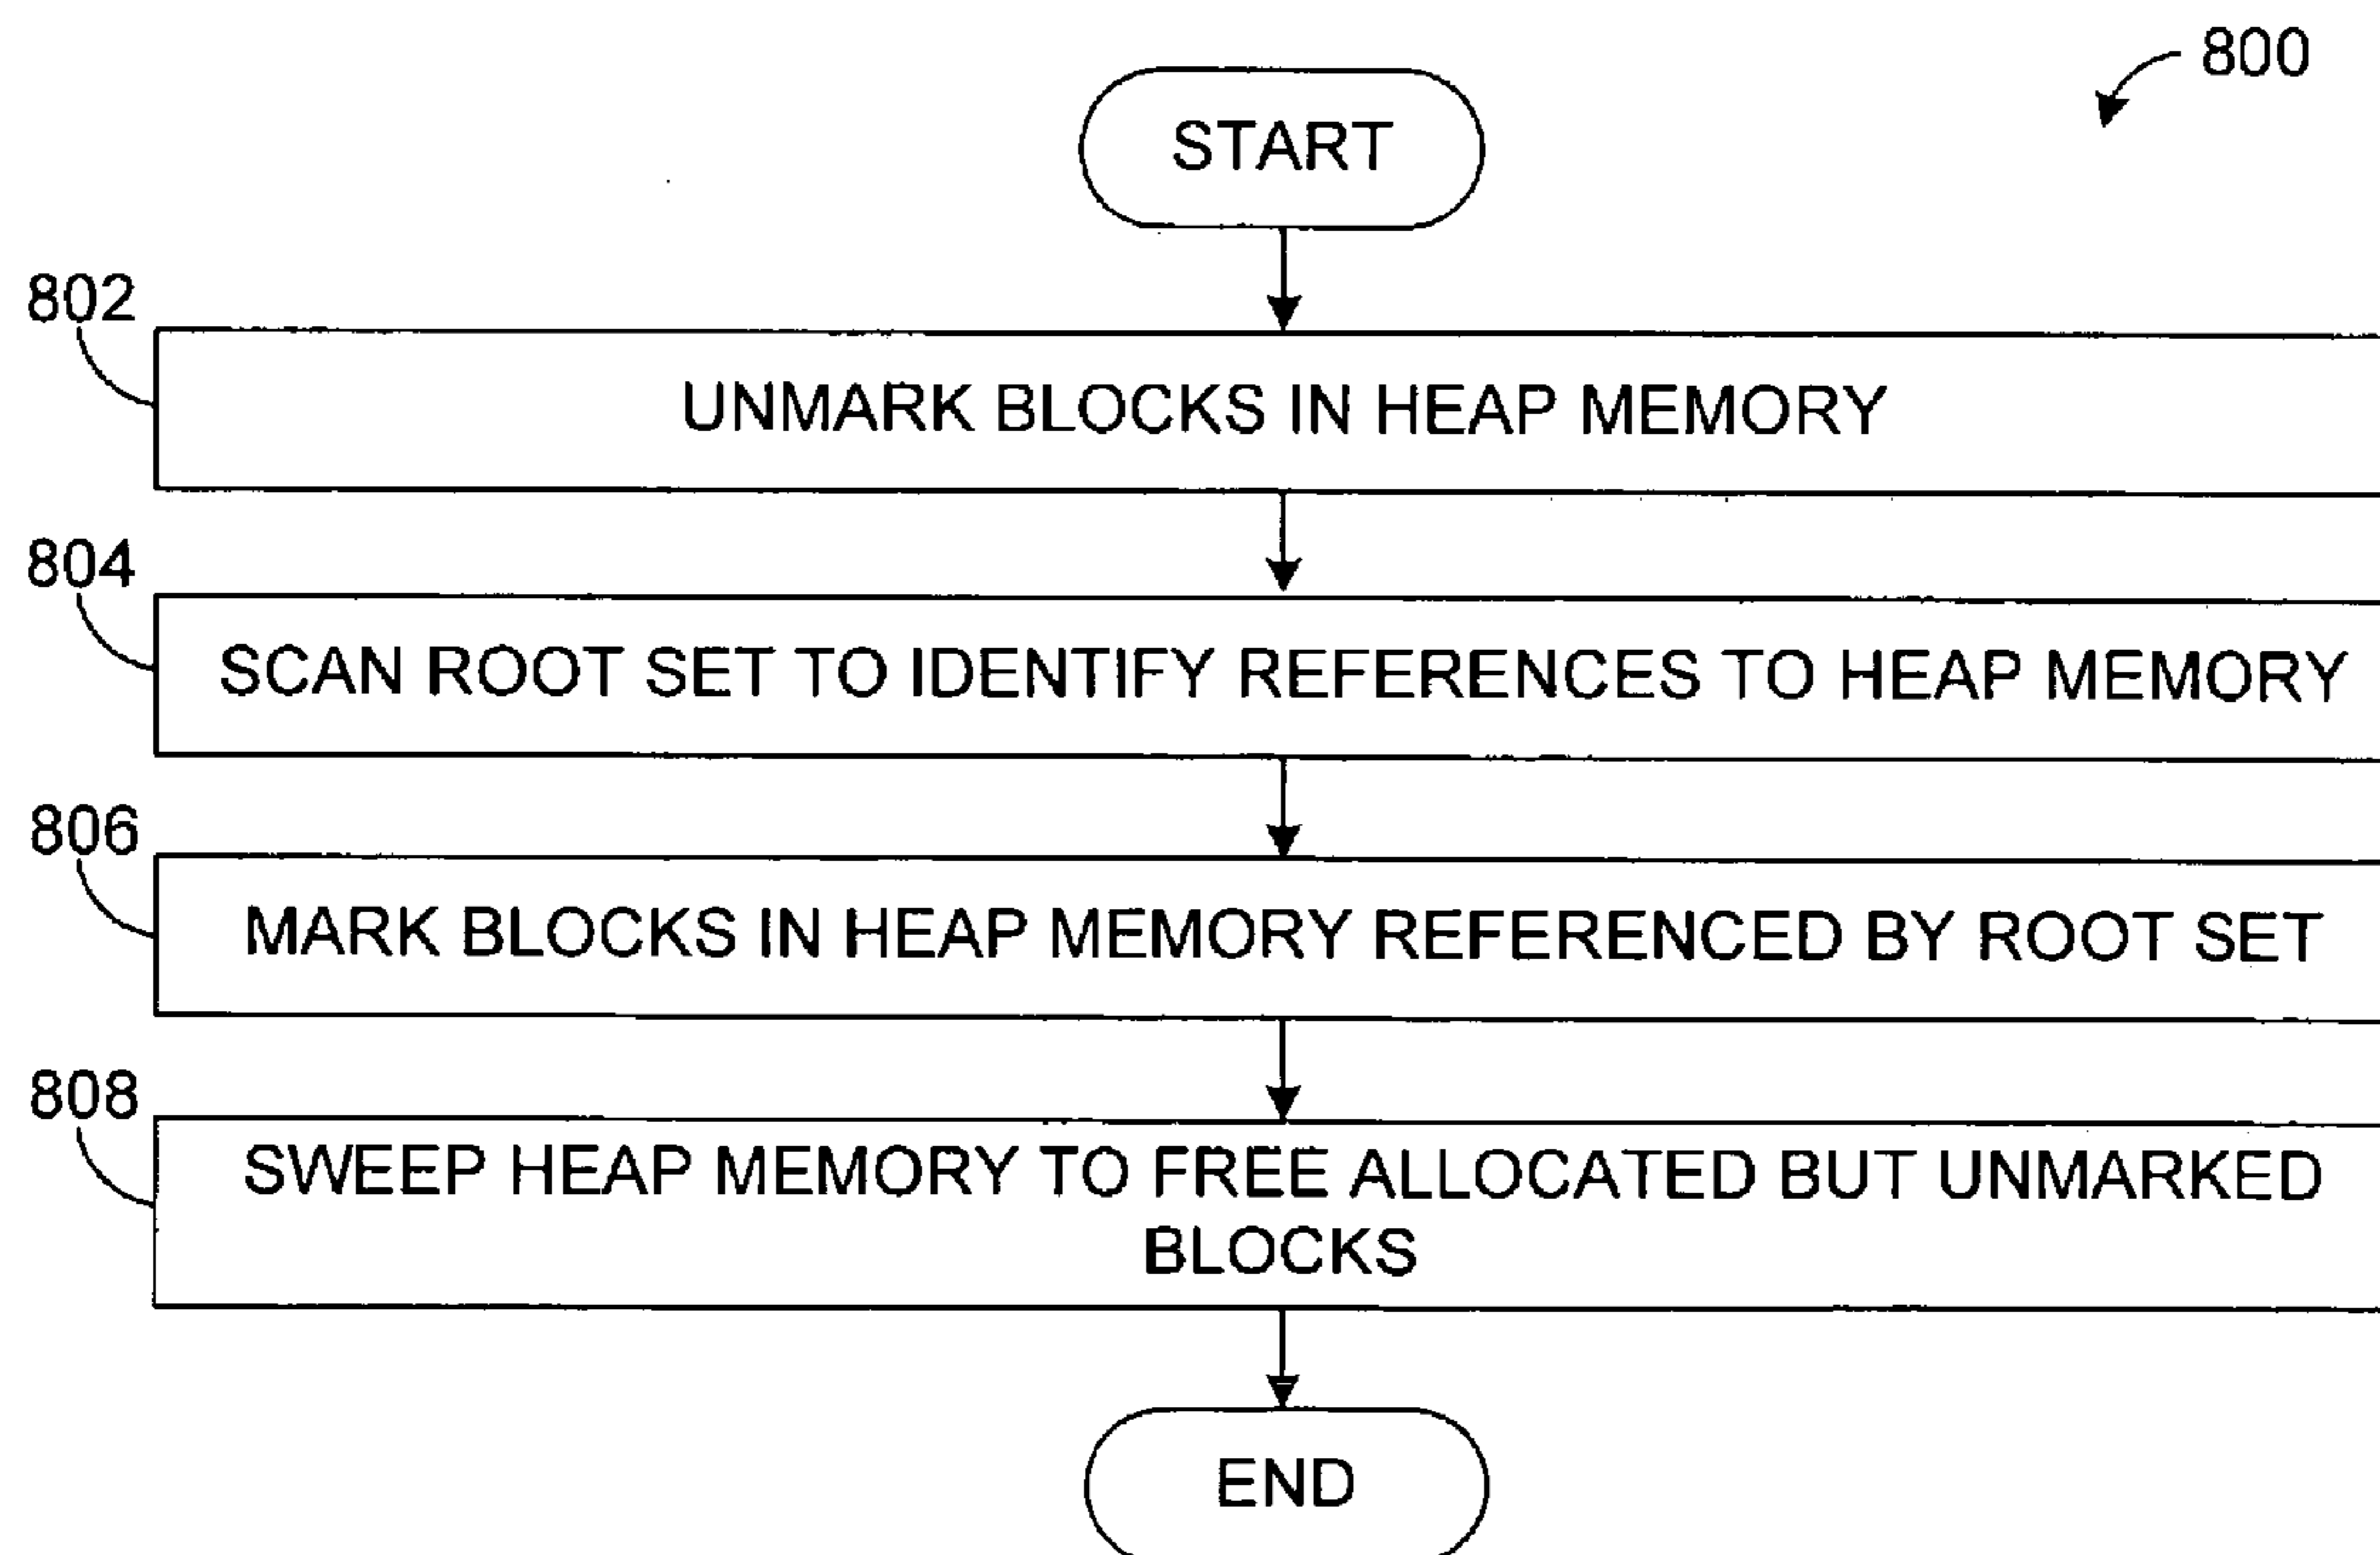 800
START
802
UNMARK BLOCKS IN HEAP MEMORY
804
SCAN ROOT SET TO IDENTIFY REFERENCES TO HEAP MEMORY
806
MARK BLOCKS IN HEAP MEMORY REFERENCED BY ROOT SET
808
SWEEP HEAP MEMORY TO FREE ALLOCATED BUT UNMARKED
BLOCKS
END